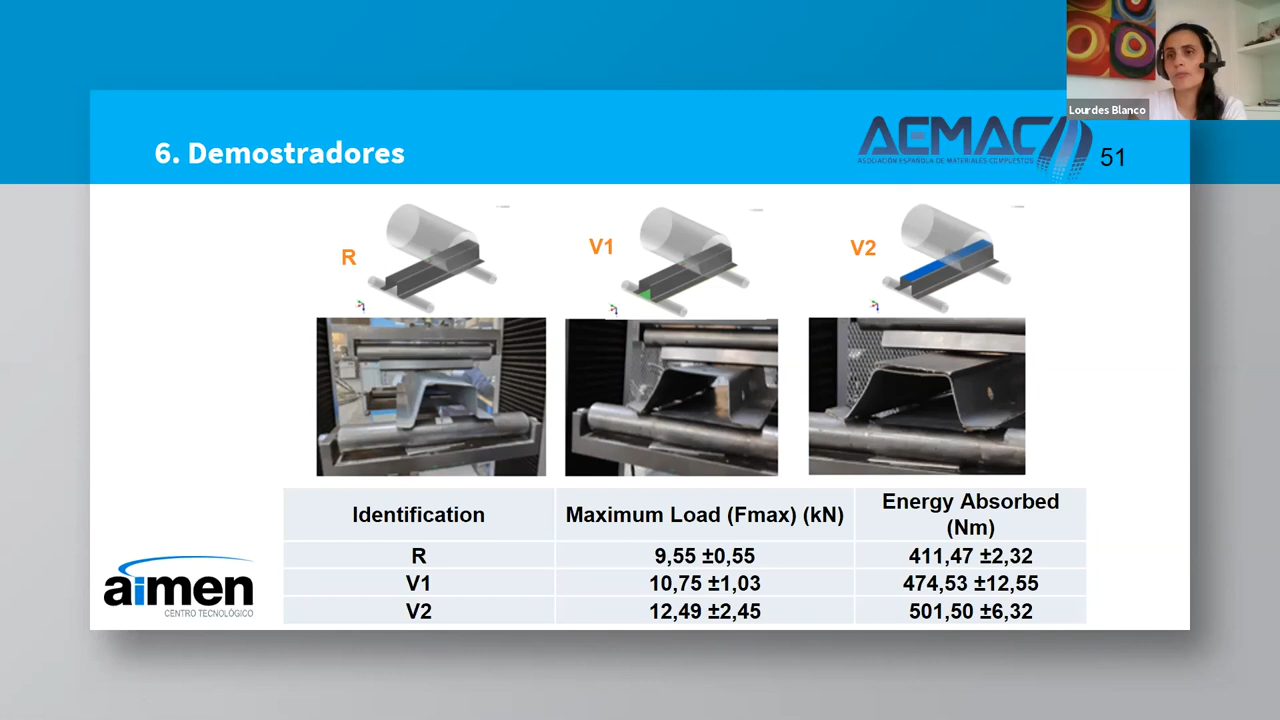 Lourdes Blanco
6. Demostradores
AEMAC
ASOCIACIÓN ESPAÑOLA DE MATERIALES COMPUESTOS
51
R
V1
V2
Identification
Maximum Load (Fmax) (kN)
Energy Absorbed
(Nm)
R
9,55 ±0,55
411,47 ±2,32
V1
10,75 ±1,03
474,53 ±12,55
V2
12,49 ±2,45
501,50 ±6,32
aimen
CENTRO TECNOLÓGICO